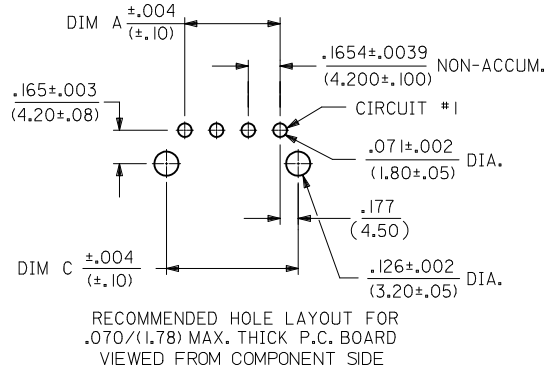 DIM A ±.004
(±.10)
.1654±.0039
(4.200±.100) NON-ACCUM.
.165±.003
(4.20±.08)
CIRCUIT #1
.071±.002
(1.80±.05) DIA.
.177
(4.50)
DIM C ±.004
(±.10)
.126±.002
(3.20±.05) DIA.
RECOMMENDED HOLE LAYOUT FOR
.070/(1.78) MAX. THICK P.C. BOARD
VIEWED FROM COMPONENT SIDE